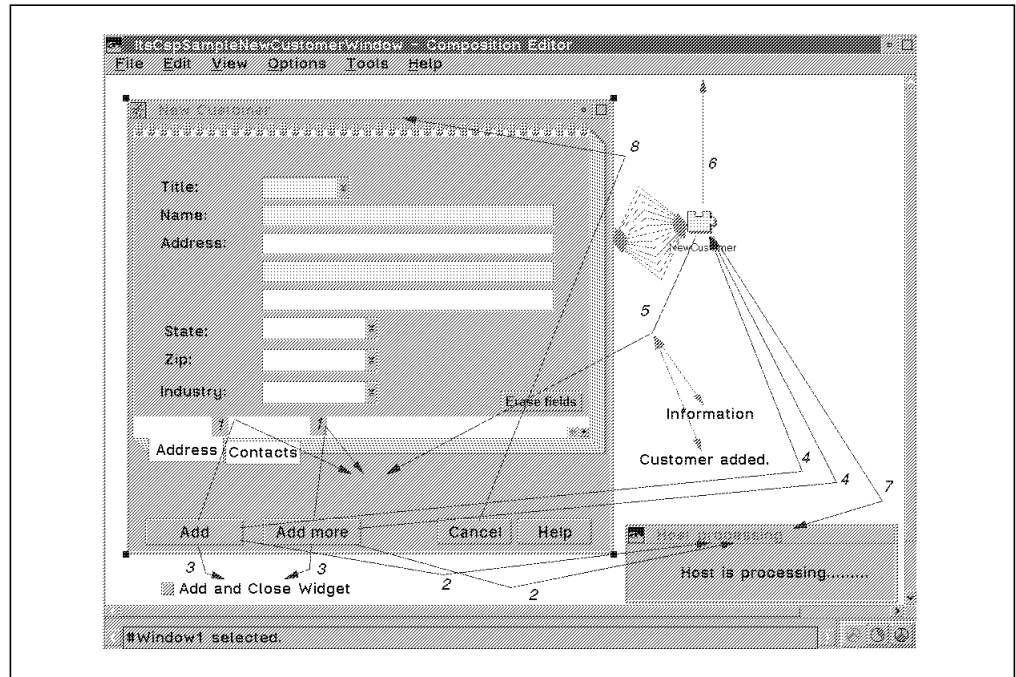 ItsCspSampleNewCustomerWindow - Composition Editor
File Edit View Options Tools Help
New Customer
8
6
Title:
Name:
NewCustomer
Address:
5
State:
Zip:
Industry:
Erase fields
Information
1 1
Address Contacts
Customer added.
4
4
7
Add Add more Cancel Help
Host processing
3 3
2
2
Host is processing.........
Add and Close Widget
#Window1 selected.